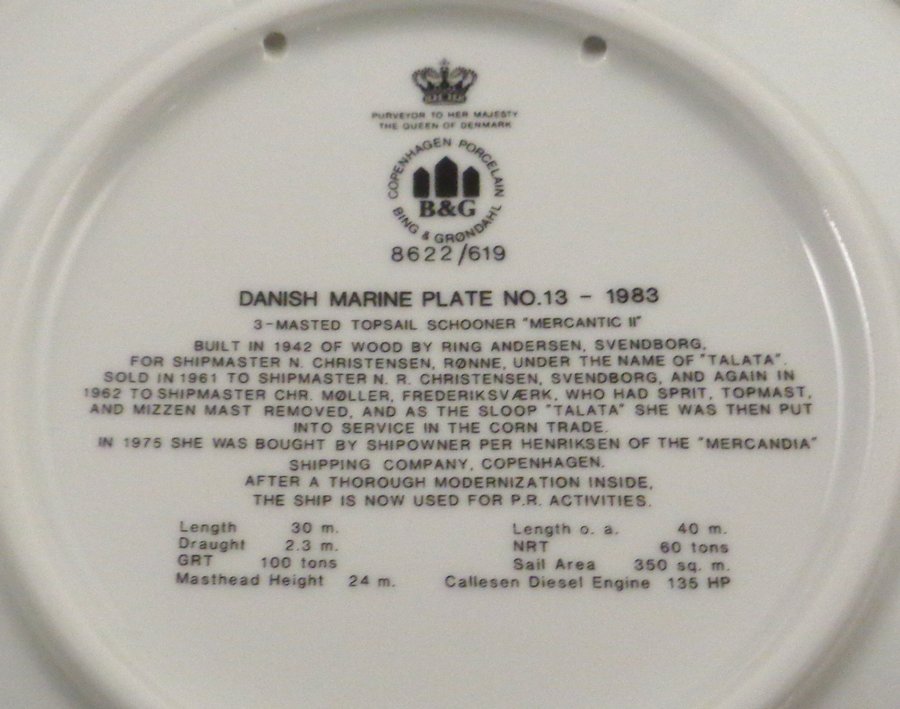 PURVEYOR TO HER MAJESTY
THE QUEEN OF DENMARK
COPENHAGEN PORCELAIN
B&G
BING & GRØNDAHL
8622/619
DANISH MARINE PLATE NO.13 - 1983
3-MASTED TOPSAIL SCHOONER "MERCANTIC II"
BUILT IN 1942 OF WOOD BY RING ANDERSEN, SVENDBORG,
FOR SHIPMASTER N. CHRISTENSEN, RØNNE, UNDER THE NAME OF "TALATA".
SOLD IN 1961 TO SHIPMASTER N. R. CHRISTENSEN, SVENDBORG, AND AGAIN IN
1962 TO SHIPMASTER CHR. MØLLER, FREDERIKSVÆRK, WHO HAD SPRIT, TOPMAST,
AND MIZZEN MAST REMOVED, AND AS THE SLOOP "TALATA" SHE WAS THEN PUT
INTO SERVICE IN THE CORN TRADE.
IN 1975 SHE WAS BOUGHT BY SHIPOWNER PER HENRIKSEN OF THE "MERCANDIA"
SHIPPING COMPANY, COPENHAGEN.
AFTER A THOROUGH MODERNIZATION INSIDE,
THE SHIP IS NOW USED FOR P.R. ACTIVITIES.
Length 30 m. Length o. a. 40 m.
Draught 2.3 m. NRT 60 tons
GRT 100 tons Sail Area 350 sq. m.
Masthead Height 24 m. Callesen Diesel Engine 135 HP